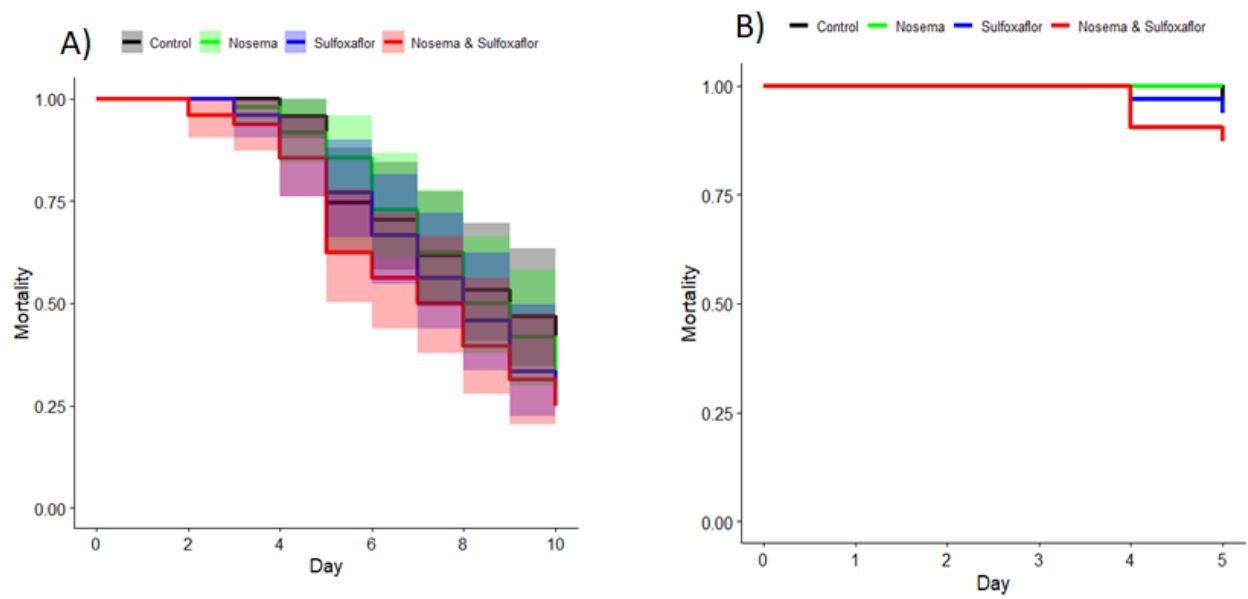 A)
Control Nosema Sulfoxaflor Nosema & Sulfoxaflor
1.00
0.75
0.50
0.25
0.00
Mortality
0 2 4 6 8 10
Day
B)
Control Nosema Sulfoxaflor Nosema & Sulfoxaflor
1.00
0.75
0.50
0.25
0.00
Mortality
0 1 2 3 4 5
Day